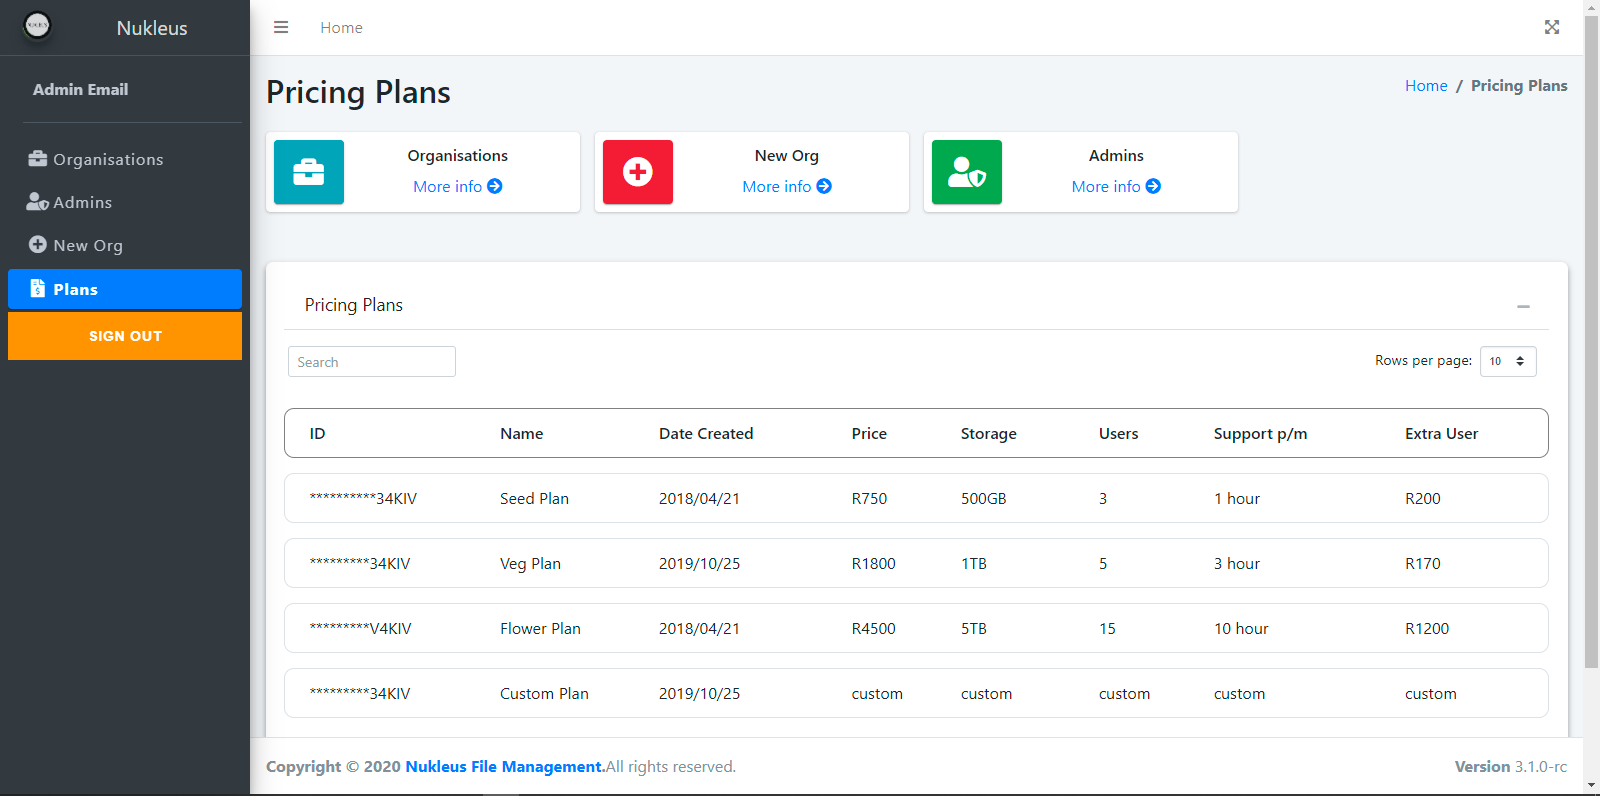 Nukleus
Home
Admin Email
Organisations
Admins
New Org
Plans
SIGN OUT
Pricing Plans
Home / Pricing Plans
Organisations
More info
New Org
More info
Admins
More info
Pricing Plans
Search
Rows per page: 10
ID Name Date Created Price Storage Users Support p/m Extra User
**********34KIV Seed Plan 2018/04/21 R750 500GB 3 1 hour R200
*********34KIV Veg Plan 2019/10/25 R1800 1TB 5 3 hour R170
*********V4KIV Flower Plan 2018/04/21 R4500 5TB 15 10 hour R1200
*********34KIV Custom Plan 2019/10/25 custom custom custom custom custom
Copyright © 2020 Nukleus File Management.All rights reserved.
Version 3.1.0-rc